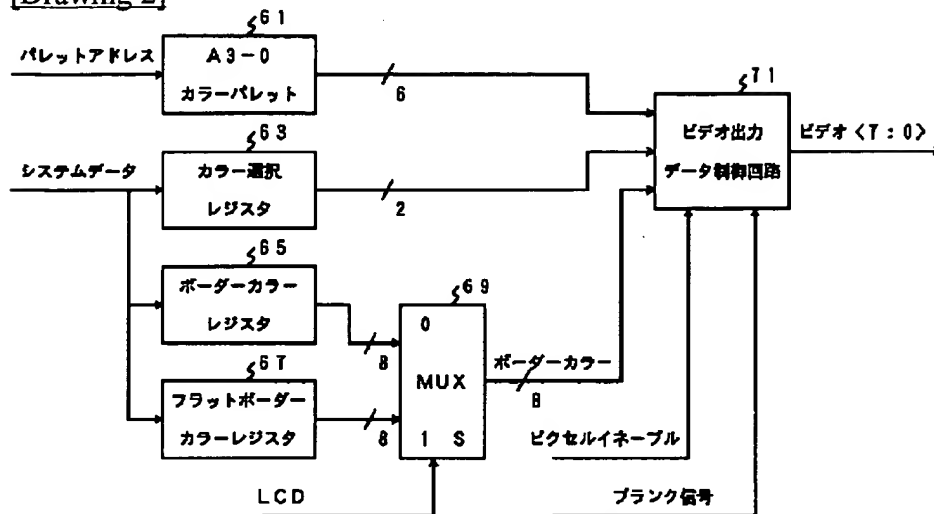 [Drawing 2]
61
パレットアドレス
A3-0
カラーパレット
6
71
ビデオ出力
データ制御回路
ビデオ<7:0>
63
システムデータ
カラー選択
レジスタ
2
65
ボーダーカラー
レジスタ
8
69
0
MUX
1 S
ボーダーカラー
8
67
フラットボーダー
カラーレジスタ
8
ピクセルイネーブル
LCD
ブランク信号